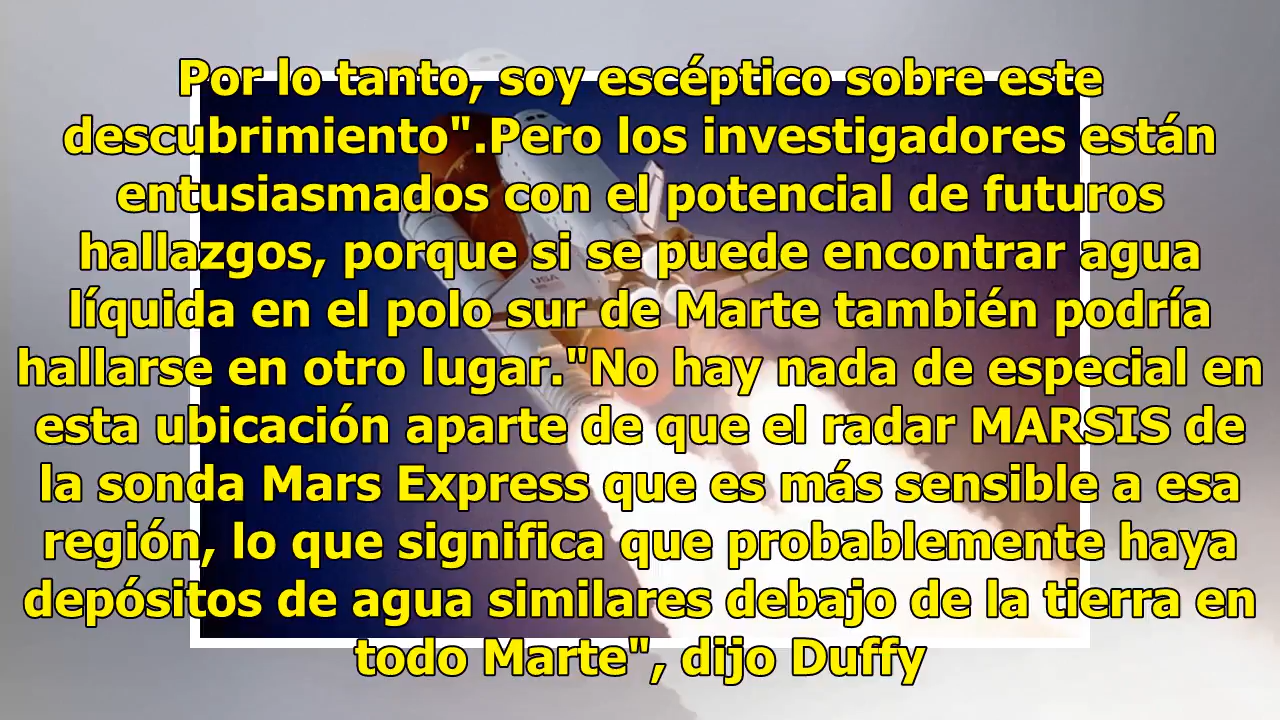 Por lo tanto, soy escéptico sobre este
descubrimiento".Pero los investigadores están
entusiasmados con el potencial de futuros
hallazgos, porque si se puede encontrar agua
líquida en el polo sur de Marte también podría
hallarse en otro lugar."No hay nada de especial en
esta ubicación aparte de que el radar MARSIS de
la sonda Mars Express que es más sensible a esa
región, lo que significa que probablemente haya
depósitos de agua similares debajo de la tierra en
todo Marte", dijo Duffy
USA